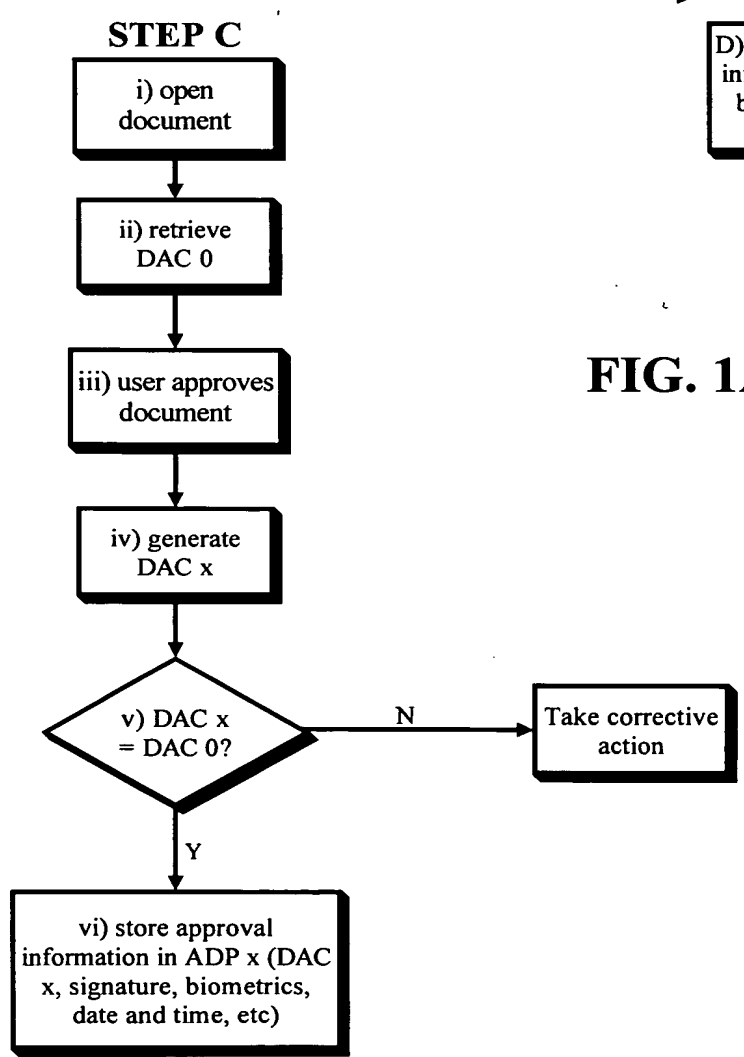 STEP C
i) open
document
ii) retrieve
DAC 0
iii) user approves
document
iv) generate
DAC x
v) DAC x
= DAC 0?
N
Take corrective
action
Y
vi) store approval
information in ADP x (DAC
x, signature, biometrics,
date and time, etc)
D)
FIG.